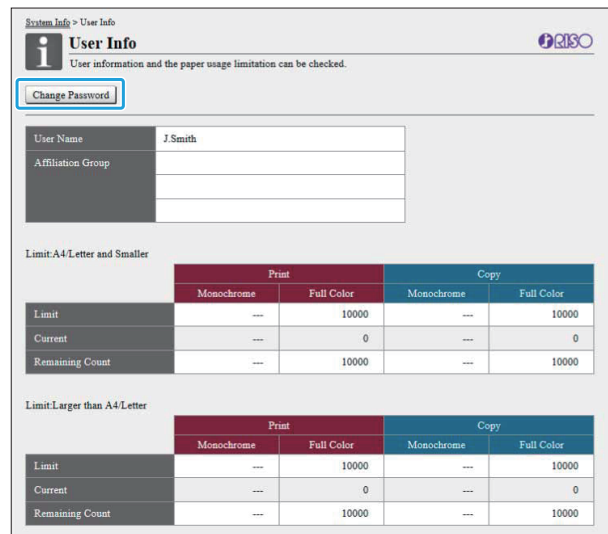 System Info > User Info
User Info
RISO
User information and the paper usage limitation can be checked.
Change Password
User Name J.Smith
Affiliation Group
Limit:A4/Letter and Smaller
Print Copy
Monochrome Full Color Monochrome Full Color
Limit --- 10000 --- 10000
Current --- 0 --- 0
Remaining Count --- 10000 --- 10000
Limit:Larger than A4/Letter
Print Copy
Monochrome Full Color Monochrome Full Color
Limit --- 10000 --- 10000
Current --- 0 --- 0
Remaining Count --- 10000 --- 10000